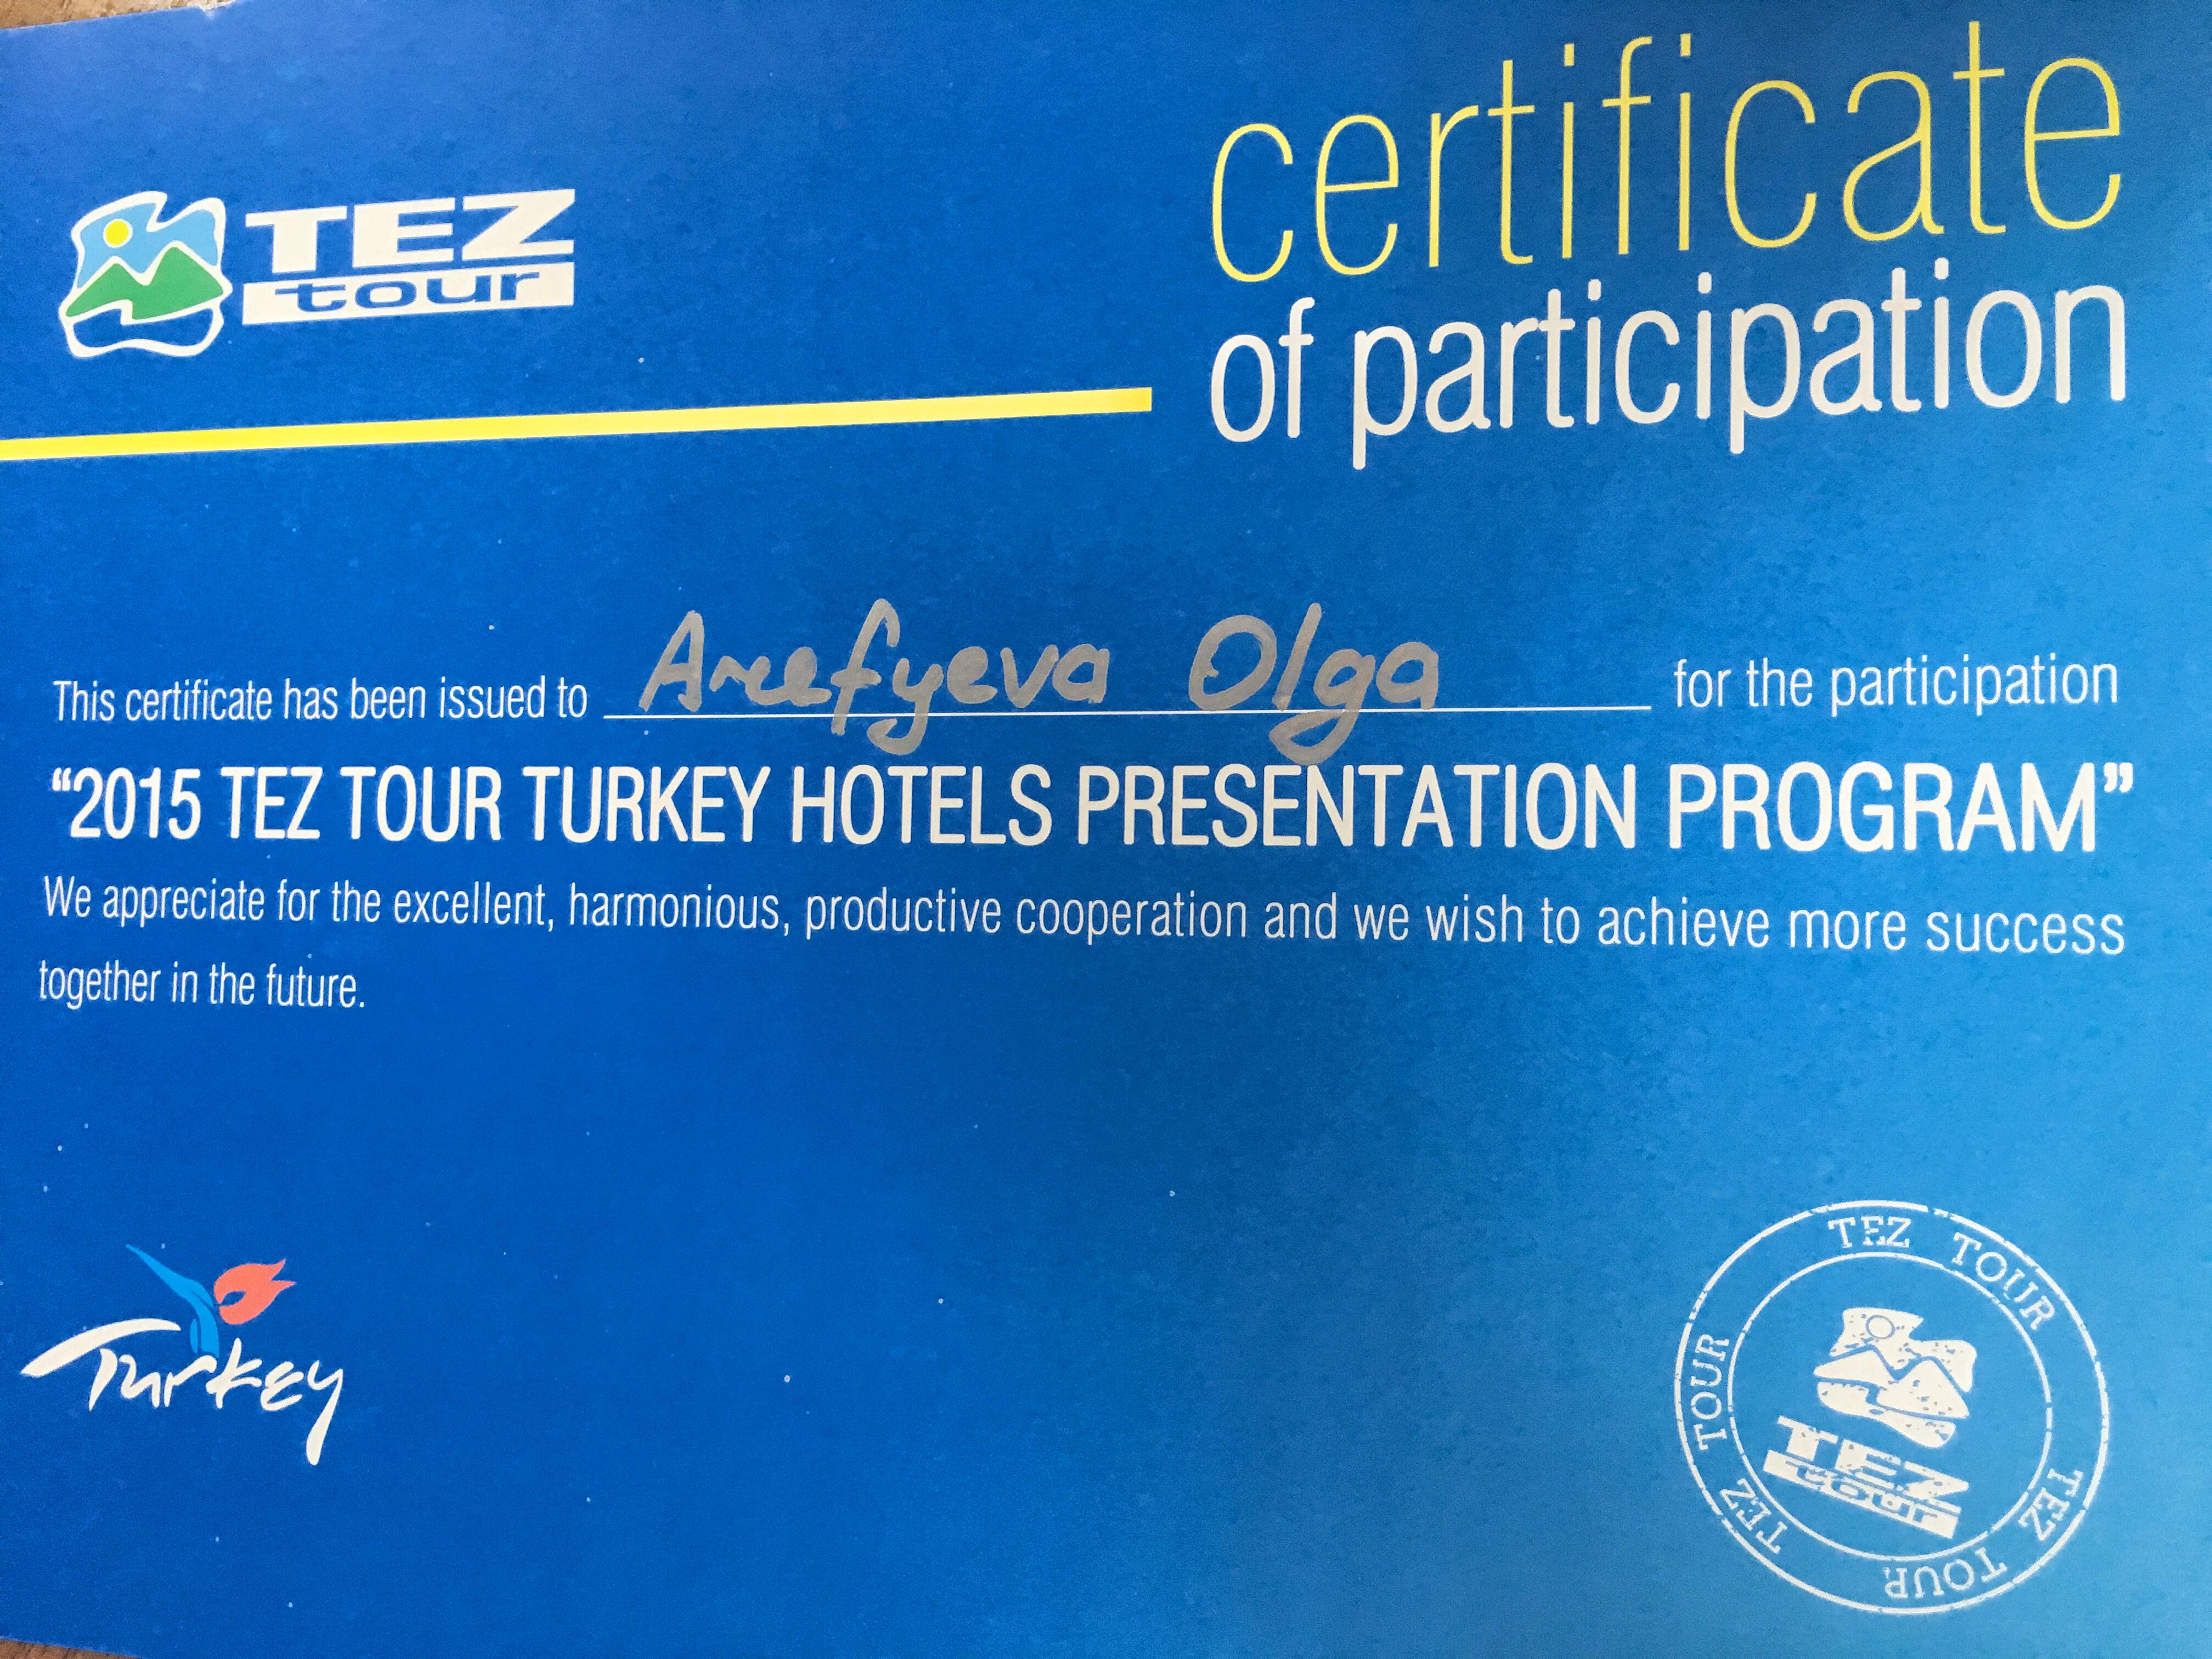 TEZ
tour
certificate
of participation
This certificate has been issued to Arefyeva Olga for the participation
“2015 TEZ TOUR TURKEY HOTELS PRESENTATION PROGRAM”
We appreciate for the excellent, harmonious, productive cooperation and we wish to achieve more success
together in the future.
Turkey
TEZ TOUR TEZ TOUR TEZ TOUR
TEZ
tour